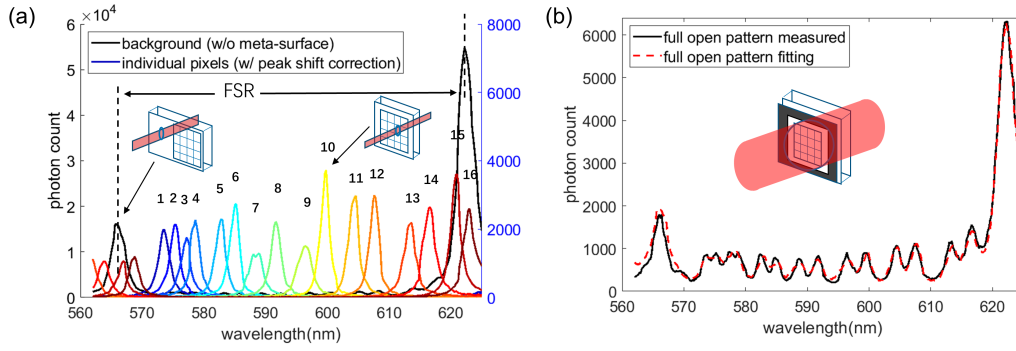 (a)
6 ×10⁴
8000
background (w/o meta-surface)
individual pixels (w/ peak shift correction)
FSR
5
4
3
2
1
0
photon count
6000
4000
2000
0
photon count
1 2 3 4 5 6 7 8 9 10 11 12 13 14 15 16
560 570 580 590 600 610 620
wavelength(nm)
(b)
full open pattern measured
full open pattern fitting
6000
5000
4000
3000
2000
1000
0
photon count
560 570 580 590 600 610 620
wavelength(nm)